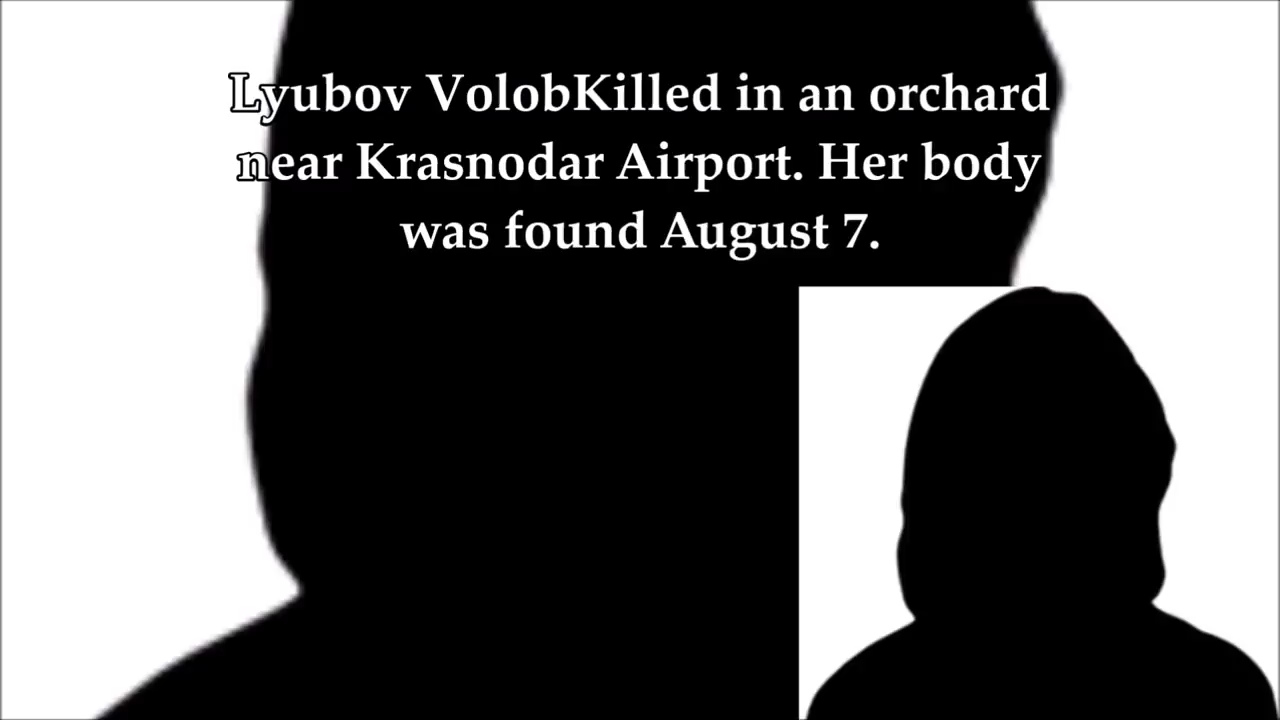 Lyubov VolobKilled in an orchard
near Krasnodar Airport. Her body
was found August 7.